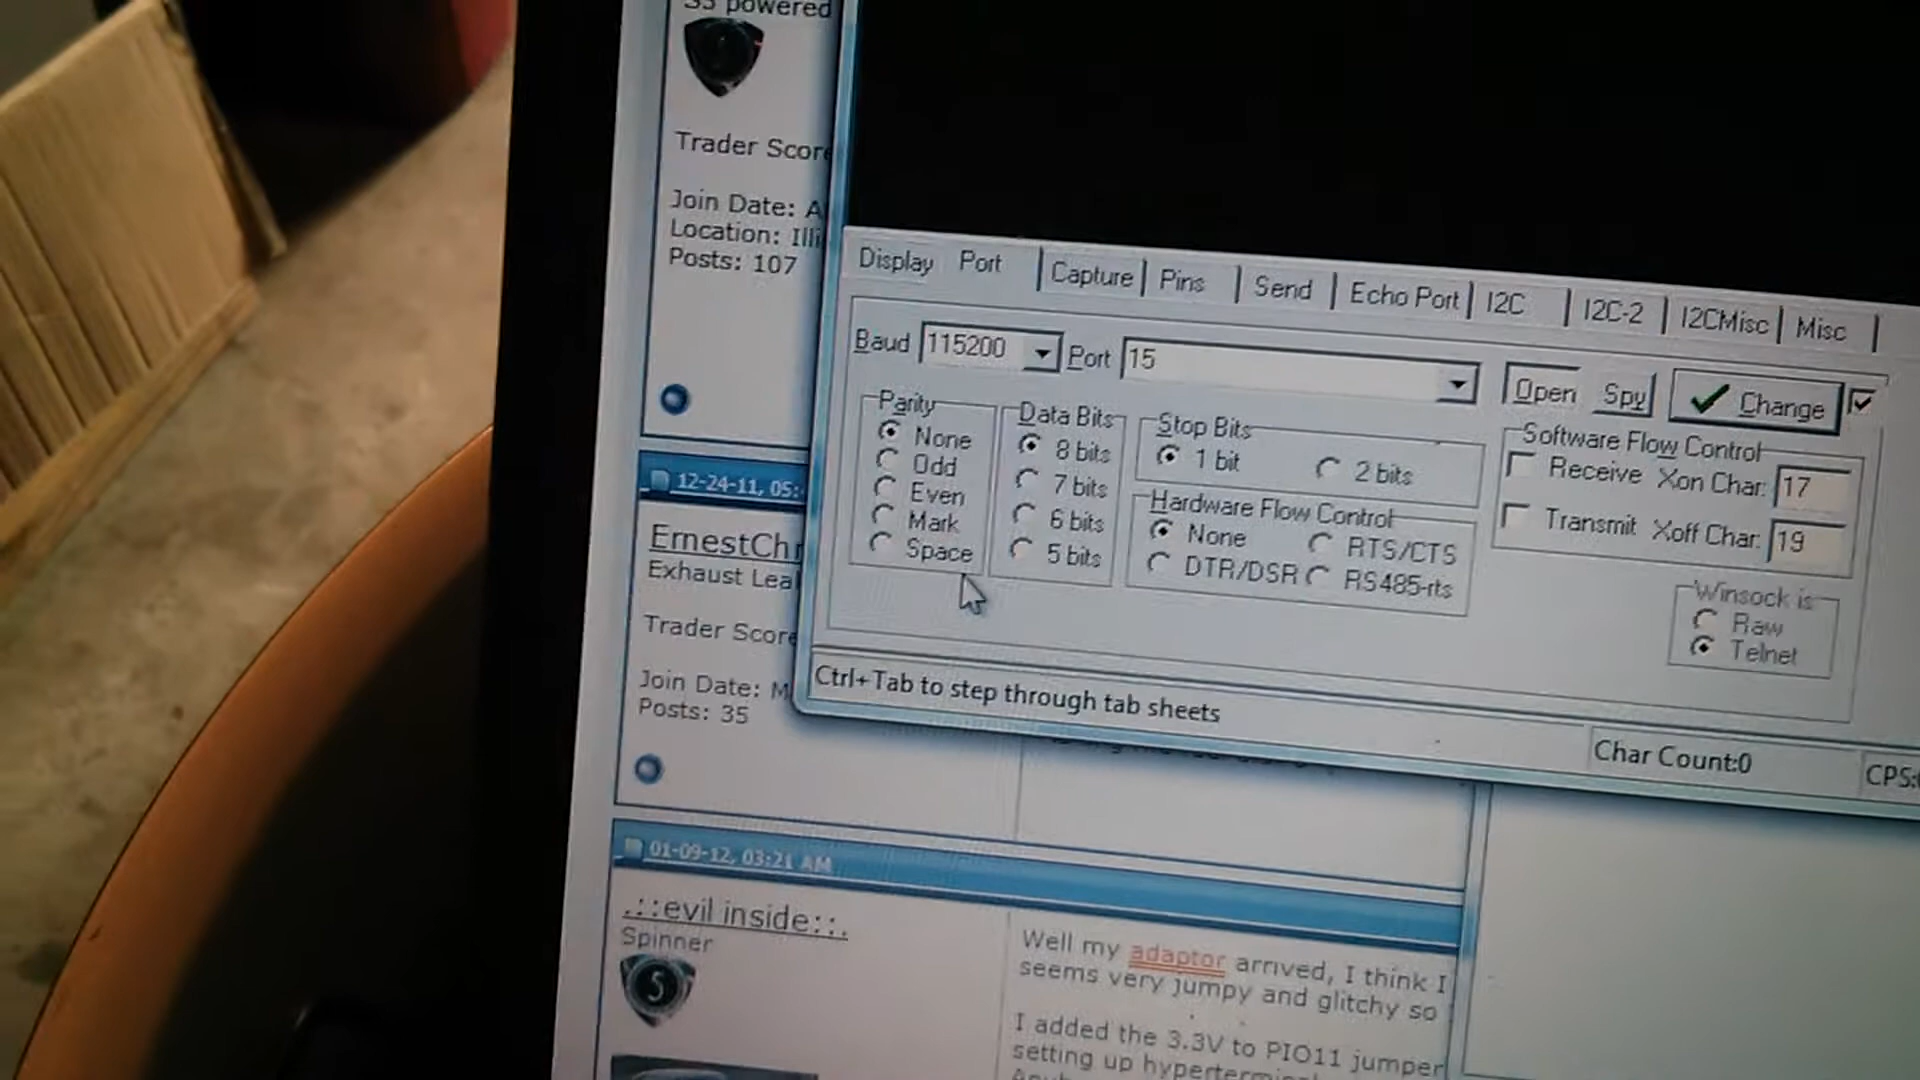 S5 powered
Trader Score
Join Date: A
Location: Illi
Posts: 107
12-24-11, 05:
ErnestChr
Exhaust Lea
Trader Score
Join Date: M
Posts: 35
01-09-12, 03:21 AM
.::evil inside::.
Spinner
5
Well my adaptor arrived, I think I
seems very jumpy and glitchy so
I added the 3.3V to PIO11 jumper
setting up hypertermi
Display Port Capture Pins Send Echo Port I2C I2C-2 I2CMisc Misc
Baud 115200 Port 15 Open Spy Change
Parity
None
Odd
Even
Mark
Space
Data Bits
8 bits
7 bits
6 bits
5 bits
Stop Bits
1 bit 2 bits
Hardware Flow Control
None RTS/CTS
DTR/DSR RS485-rts
Software Flow Control
Receive Xon Char: 17
Transmit Xoff Char: 19
Winsock is
Raw
Telnet
Ctrl+Tab to step through tab sheets
Char Count:0 CPS: